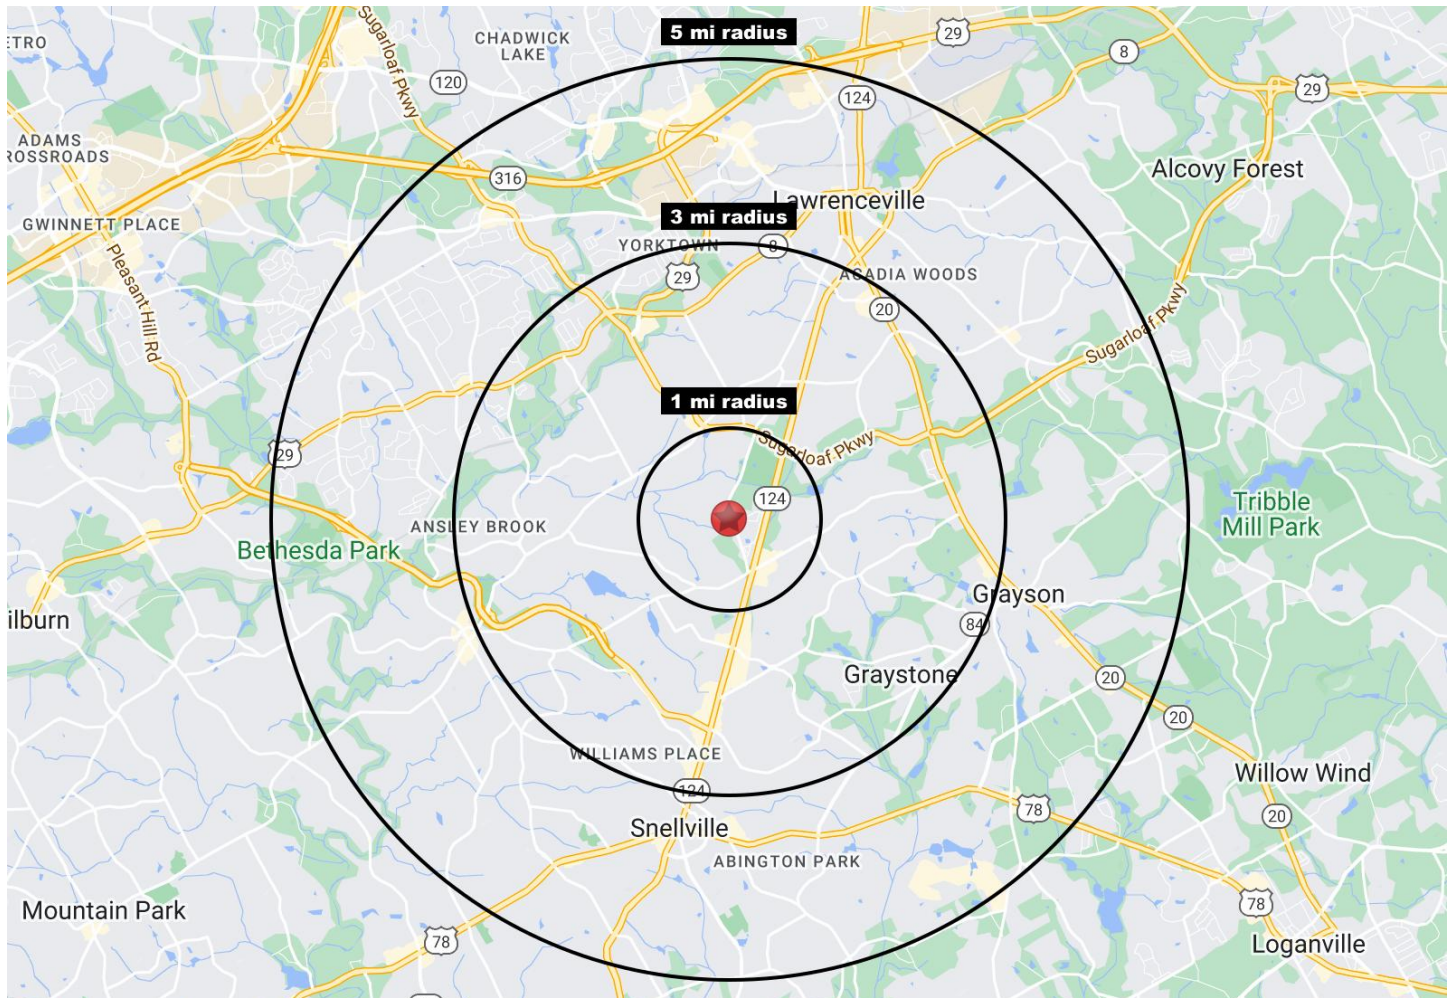 5 mi radius
29
8
CHADWICK
LAKE
Sugarloaf Pkwy
120
124
29
ADAMS
316
Alcovy Forest
Lawrenceville
3 mi radius
GWINNETT PLACE
YORKTOWN
8
29
ACADIA WOODS
20
Pleasant Hill Rd
Sugarloaf Pkwy
1 mi radius
Sugarloaf Pkwy
29
124
Tribble
Mill Park
ANSLEY BROOK
Bethesda Park
Grayson
ilburn
84
Graystone
20
20
WILLIAMS PLACE
Willow Wind
124
78
20
Snellville
ABINGTON PARK
Mountain Park
78
78
Loganville